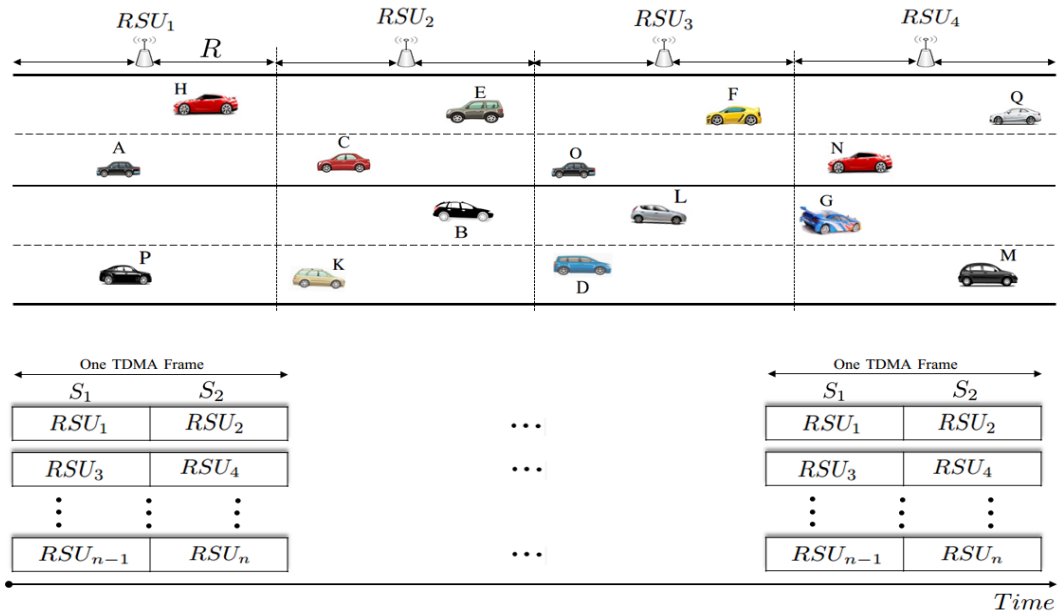 RSU₁ RSU₂ RSU₃ RSU₄
R
H E F Q
A C O N
B L G
P K D M
One TDMA Frame One TDMA Frame
S₁ S₂ S₁ S₂
RSU₁ RSU₂ ... RSU₁ RSU₂
RSU₃ RSU₄ ... RSU₃ RSU₄
RSUₙ₋₁ RSUₙ ... RSUₙ₋₁ RSUₙ
Time